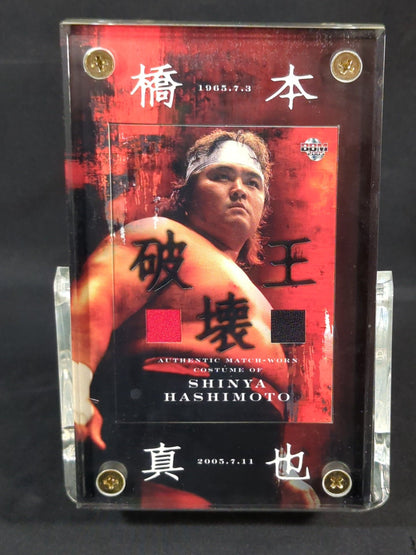 橋 1965.7.3 本
BBM
破 王
壊
AUTHENTIC MATCH-WORN
COSTUME OF
SHINYA
HASHIMOTO
真 2005.7.11 也